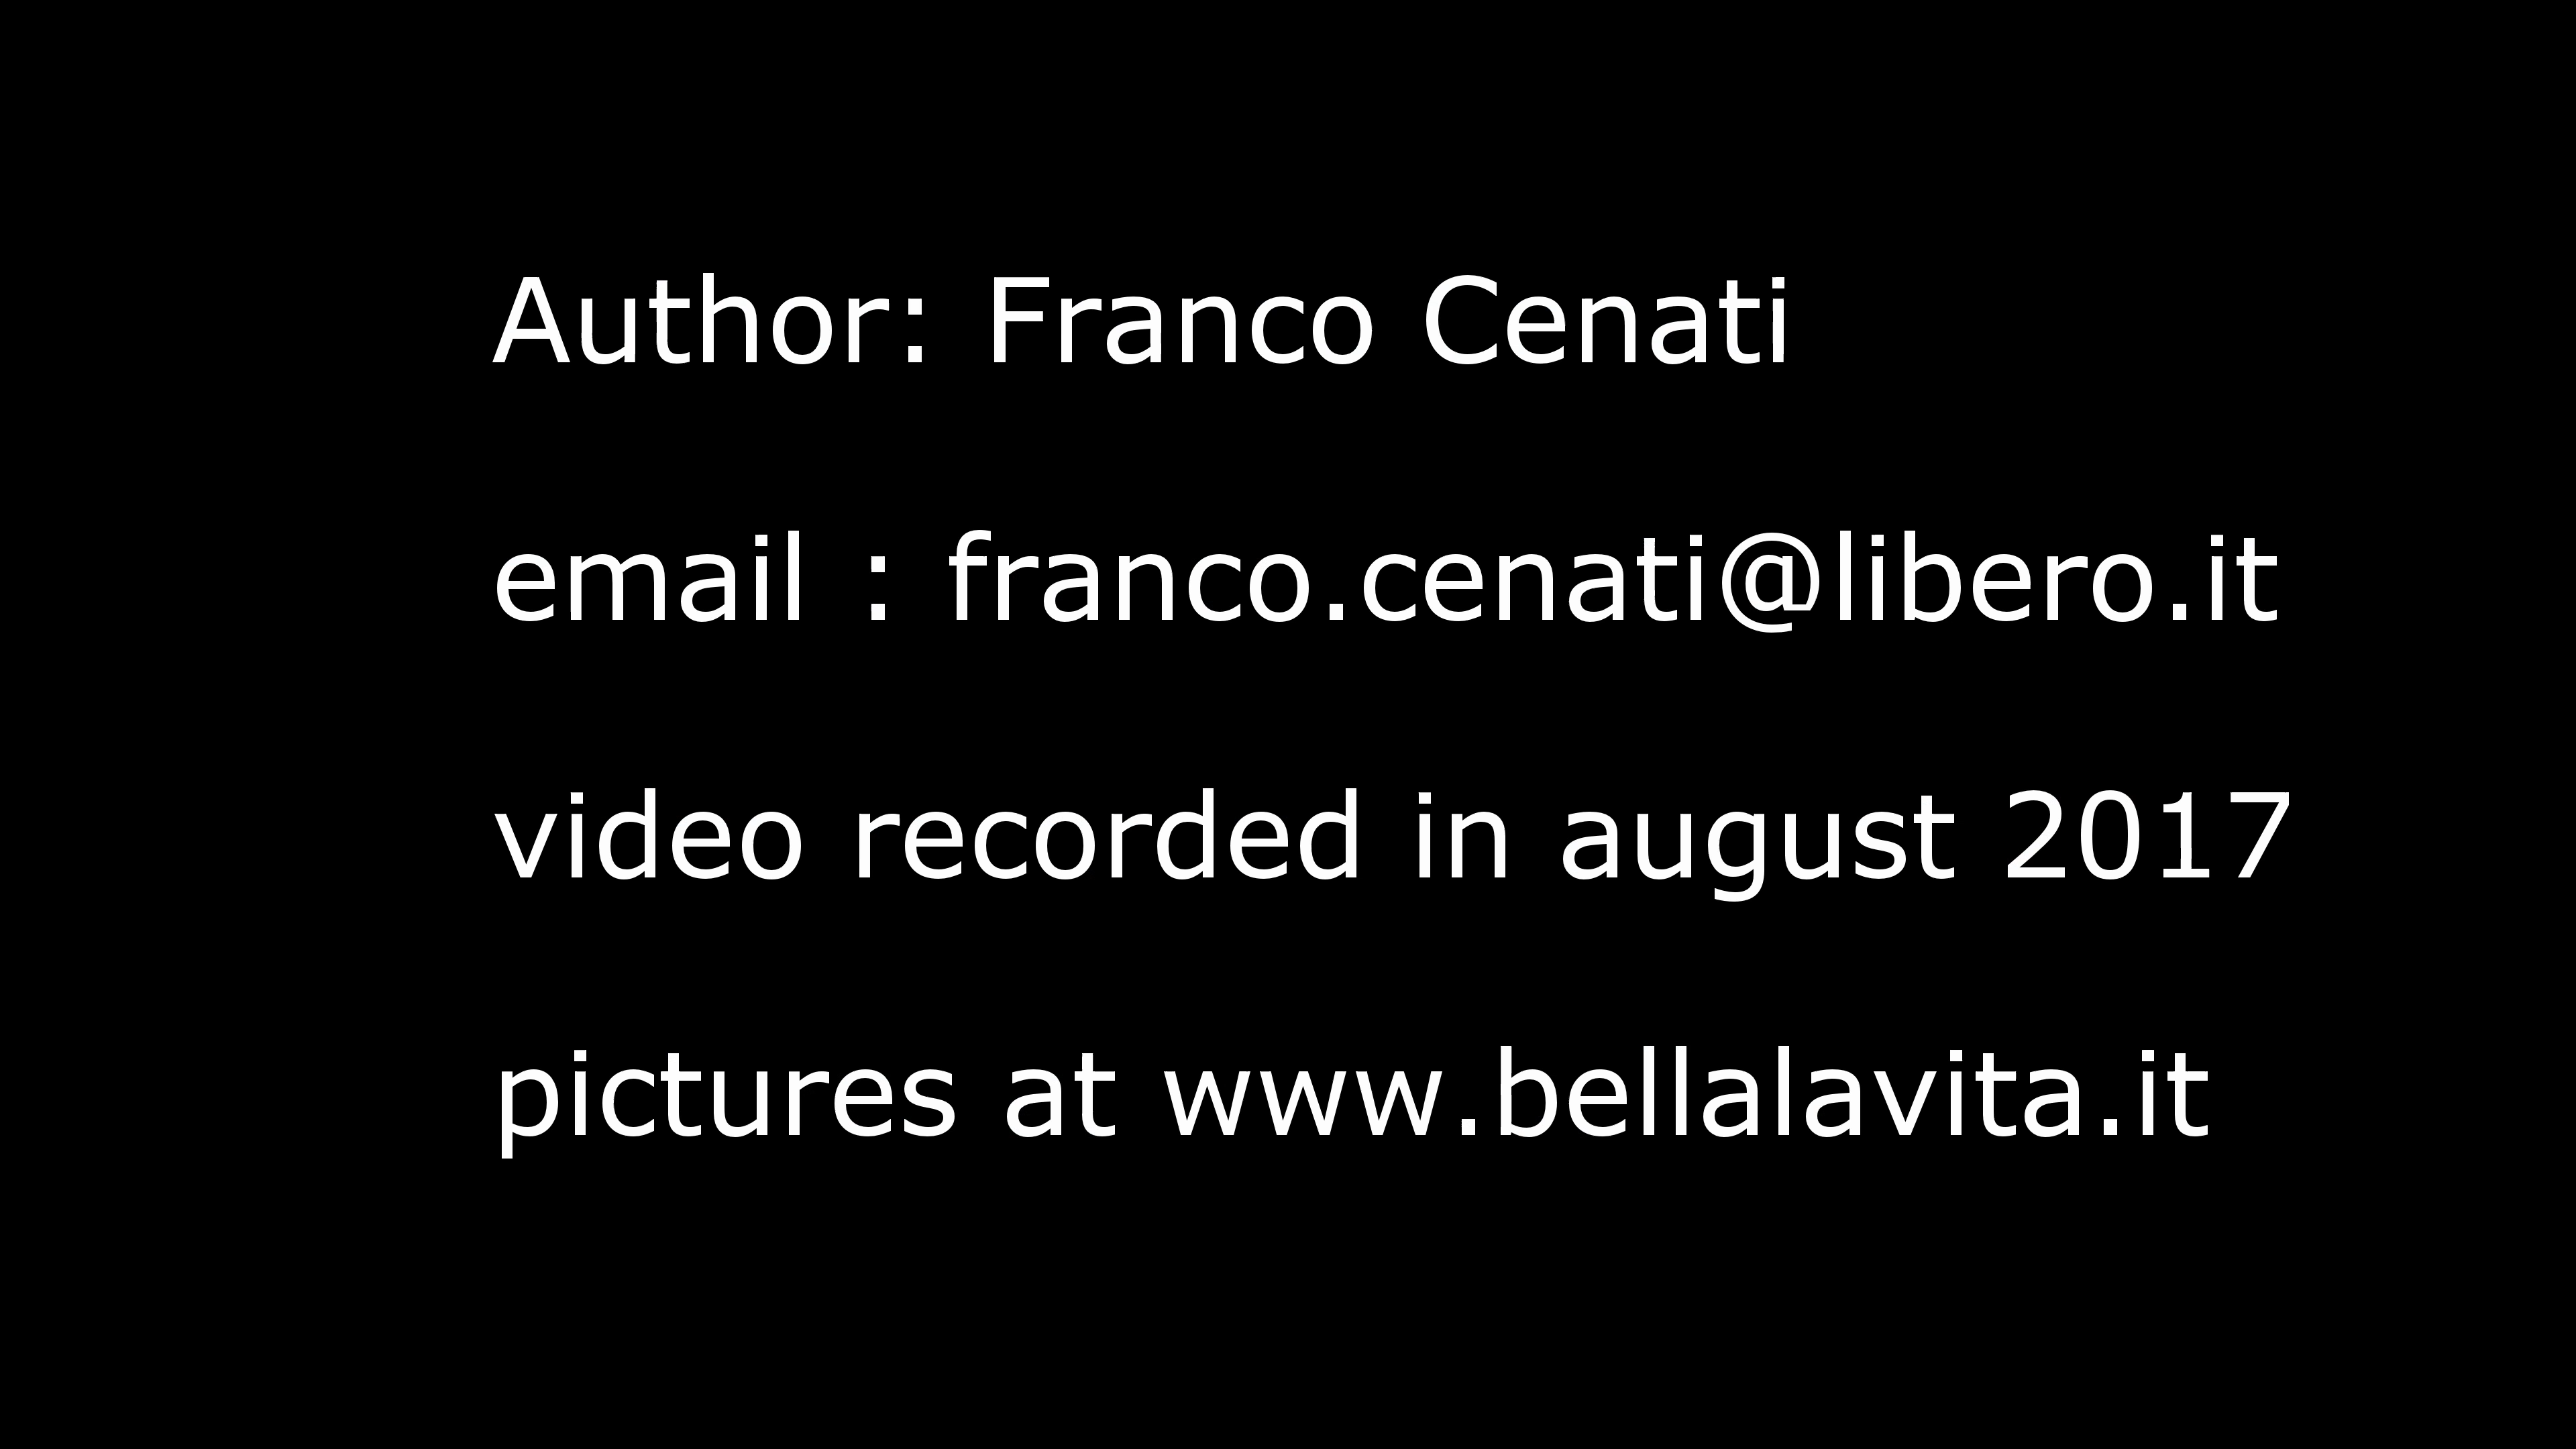 Author: Franco Cenati
email : franco.cenati@libero.it
video recorded in august 2017
pictures at www.bellalavita.it